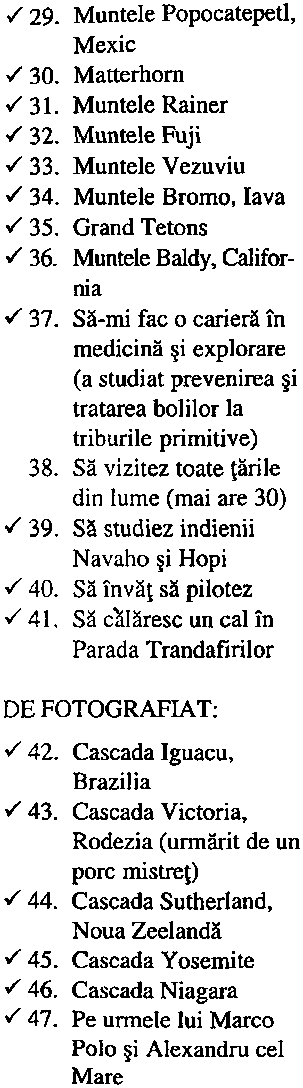 ✓ 29. Muntele Popocatepetl,
Mexic
✓ 30. Matterhorn
✓ 31. Muntele Rainer
✓ 32. Muntele Fuji
✓ 33. Muntele Vezuviu
✓ 34. Muntele Bromo, Iava
✓ 35. Grand Tetons
✓ 36. Muntele Baldy, Califor-
nia
✓ 37. Să-mi fac o carieră în
medicină şi explorare
(a studiat prevenirea şi
tratarea bolilor la
triburile primitive)
38. Să vizitez toate ţările
din lume (mai are 30)
✓ 39. Să studiez indienii
Navaho şi Hopi
✓ 40. Să învăţ să pilotez
✓ 41. Să călăresc un cal în
Parada Trandafirilor
DE FOTOGRAFIAT:
✓ 42. Cascada Iguacu,
Brazilia
✓ 43. Cascada Victoria,
Rodezia (urmărit de un
porc mistreţ)
✓ 44. Cascada Sutherland,
Noua Zeelandă
✓ 45. Cascada Yosemite
✓ 46. Cascada Niagara
✓ 47. Pe urmele lui Marco
Polo şi Alexandru cel
Mare